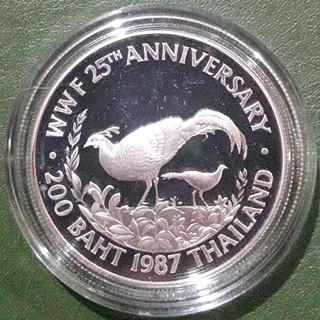 WWF 25TH ANNIVERSARY
200 BAHT 1987 THAILAND